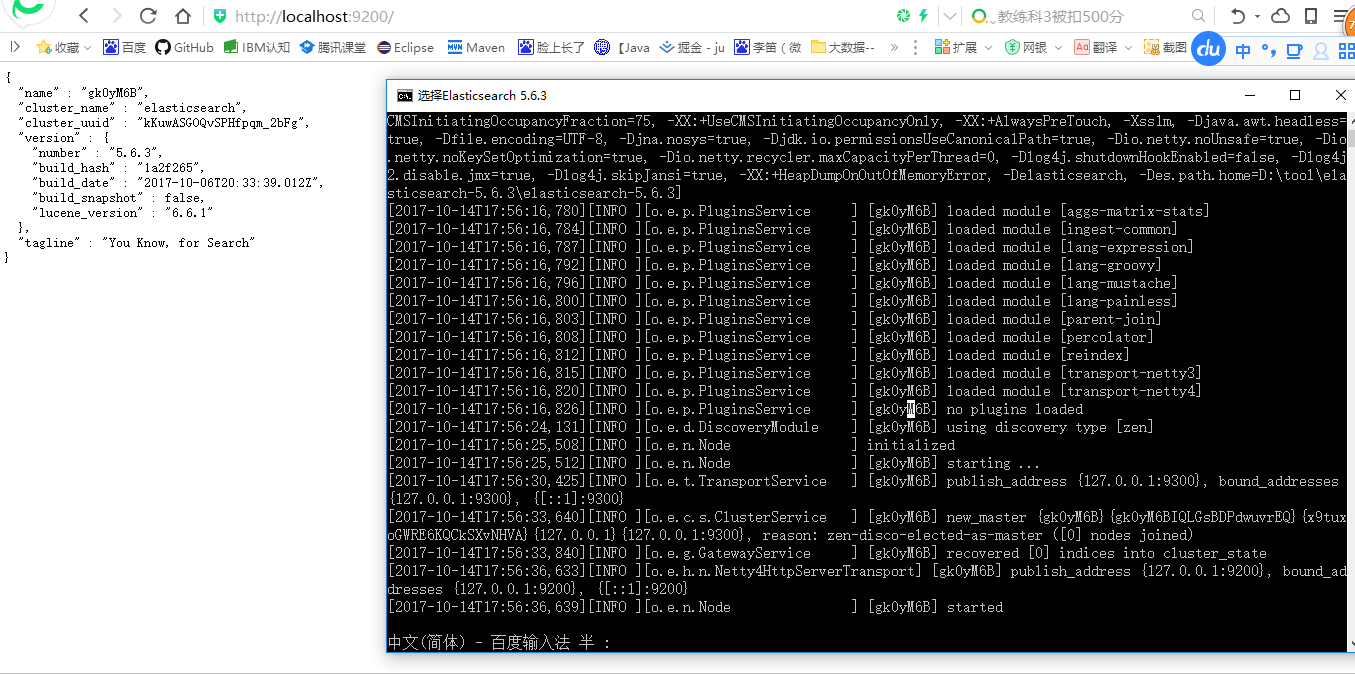 http://localhost:9200/
教练科3被扣500分
收藏
百度
GitHub
IBM认知
腾讯课堂
Eclipse
Maven
脸上长了
【Java
掘金 - ju
李笛（微
大数据--
»
扩展
网银
Aa 翻译
截图
du
中
{
"name" : "gk0yM6B",
"cluster_name" : "elasticsearch",
"cluster_uuid" : "kKuwASGOQvSPHfpqm_2bFg",
"version" : {
"number" : "5.6.3",
"build_hash" : "1a2f265",
"build_date" : "2017-10-06T20:33:39.012Z",
"build_snapshot" : false,
"lucene_version" : "6.6.1"
},
"tagline" : "You Know, for Search"
}
选择Elasticsearch 5.6.3
CMSInitiatingOccupancyFraction=75, -XX:+UseCMSInitiatingOccupancyOnly, -XX:+AlwaysPreTouch, -Xss1m, -Djava.awt.headless=
true, -Dfile.encoding=UTF-8, -Djna.nosys=true, -Djdk.io.permissionsUseCanonicalPath=true, -Dio.netty.noUnsafe=true, -Dio
.netty.noKeySetOptimization=true, -Dio.netty.recycler.maxCapacityPerThread=0, -Dlog4j.shutdownHookEnabled=false, -Dlog4j
2.disable.jmx=true, -Dlog4j.skipJansi=true, -XX:+HeapDumpOnOutOfMemoryError, -Delasticsearch, -Des.path.home=D:\tool\ela
sticsearch-5.6.3\elasticsearch-5.6.3]
[2017-10-14T17:56:16,780][INFO ][o.e.p.PluginsService     ] [gk0yM6B] loaded module [aggs-matrix-stats]
[2017-10-14T17:56:16,784][INFO ][o.e.p.PluginsService     ] [gk0yM6B] loaded module [ingest-common]
[2017-10-14T17:56:16,787][INFO ][o.e.p.PluginsService     ] [gk0yM6B] loaded module [lang-expression]
[2017-10-14T17:56:16,792][INFO ][o.e.p.PluginsService     ] [gk0yM6B] loaded module [lang-groovy]
[2017-10-14T17:56:16,796][INFO ][o.e.p.PluginsService     ] [gk0yM6B] loaded module [lang-mustache]
[2017-10-14T17:56:16,800][INFO ][o.e.p.PluginsService     ] [gk0yM6B] loaded module [lang-painless]
[2017-10-14T17:56:16,803][INFO ][o.e.p.PluginsService     ] [gk0yM6B] loaded module [parent-join]
[2017-10-14T17:56:16,808][INFO ][o.e.p.PluginsService     ] [gk0yM6B] loaded module [percolator]
[2017-10-14T17:56:16,812][INFO ][o.e.p.PluginsService     ] [gk0yM6B] loaded module [reindex]
[2017-10-14T17:56:16,815][INFO ][o.e.p.PluginsService     ] [gk0yM6B] loaded module [transport-netty3]
[2017-10-14T17:56:16,820][INFO ][o.e.p.PluginsService     ] [gk0yM6B] loaded module [transport-netty4]
[2017-10-14T17:56:16,826][INFO ][o.e.p.PluginsService     ] [gk0yM6B] no plugins loaded
[2017-10-14T17:56:24,131][INFO ][o.e.d.DiscoveryModule    ] [gk0yM6B] using discovery type [zen]
[2017-10-14T17:56:25,508][INFO ][o.e.n.Node               ] initialized
[2017-10-14T17:56:25,512][INFO ][o.e.n.Node               ] [gk0yM6B] starting ...
[2017-10-14T17:56:30,425][INFO ][o.e.t.TransportService   ] [gk0yM6B] publish_address {127.0.0.1:9300}, bound_addresses
{127.0.0.1:9300}, {[::1]:9300}
[2017-10-14T17:56:33,640][INFO ][o.e.c.s.ClusterService   ] [gk0yM6B] new_master {gk0yM6B}{gk0yM6BIQLGsBDPdwuvrEQ}{x9tux
oGWRE6KQCkSXvNHVA}{127.0.0.1}{127.0.0.1:9300}, reason: zen-disco-elected-as-master ([0] nodes joined)
[2017-10-14T17:56:33,840][INFO ][o.e.g.GatewayService     ] [gk0yM6B] recovered [0] indices into cluster_state
[2017-10-14T17:56:36,633][INFO ][o.e.h.n.Netty4HttpServerTransport] [gk0yM6B] publish_address {127.0.0.1:9200}, bound_ad
dresses {127.0.0.1:9200}, {[::1]:9200}
[2017-10-14T17:56:36,639][INFO ][o.e.n.Node               ] [gk0yM6B] started
中文(简体) - 百度输入法 半 :